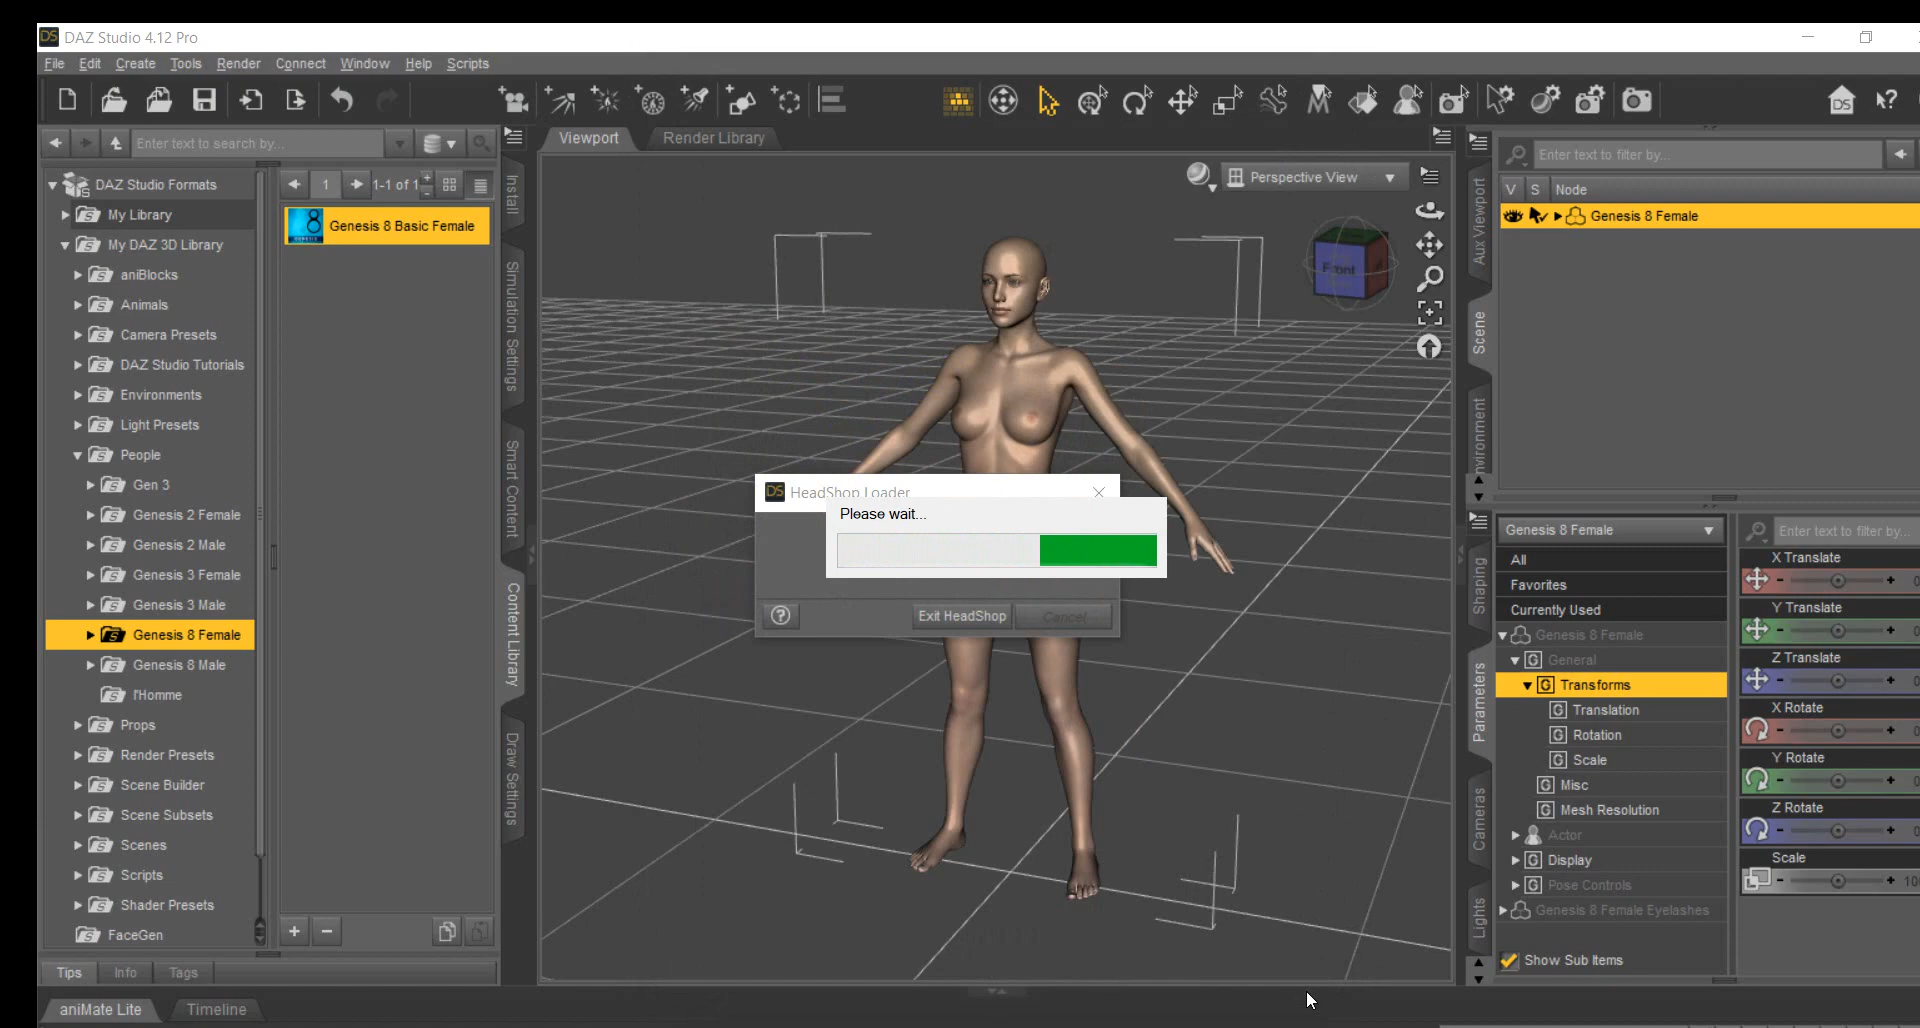 DS DAZ Studio 4.12 Pro
File Edit Create Tools Render Connect Window Help Scripts
DS
Enter text to search by...
Viewport
Render Library
Enter text to filter by...
DAZ Studio Formats
My Library
My DAZ 3D Library
aniBlocks
Animals
Camera Presets
DAZ Studio Tutorials
Environments
Light Presets
People
Gen 3
Genesis 2 Female
Genesis 2 Male
Genesis 3 Female
Genesis 3 Male
Genesis 8 Female
Genesis 8 Male
l'Homme
Props
Render Presets
Scene Builder
Scene Subsets
Scenes
Scripts
Shader Presets
FaceGen
1
1-1 of 1
8
GENESIS
Genesis 8 Basic Female
Install
Simulation Settings
Smart Content
Content Library
Draw Settings
Perspective View
Front
DS HeadShop Loader
Please wait...
Exit HeadShop
Cancel
V S Node
Genesis 8 Female
Aux Viewport
Scene
Environment
Shaping
Parameters
Cameras
Lights
Genesis 8 Female
All
Favorites
Currently Used
Genesis 8 Female
General
Transforms
Translation
Rotation
Scale
Misc
Mesh Resolution
Actor
Display
Pose Controls
Genesis 8 Female Eyelashes
Show Sub Items
Enter text to filter by...
X Translate
Y Translate
Z Translate
X Rotate
Y Rotate
Z Rotate
Scale
Tips
Info
Tags
aniMate Lite
Timeline